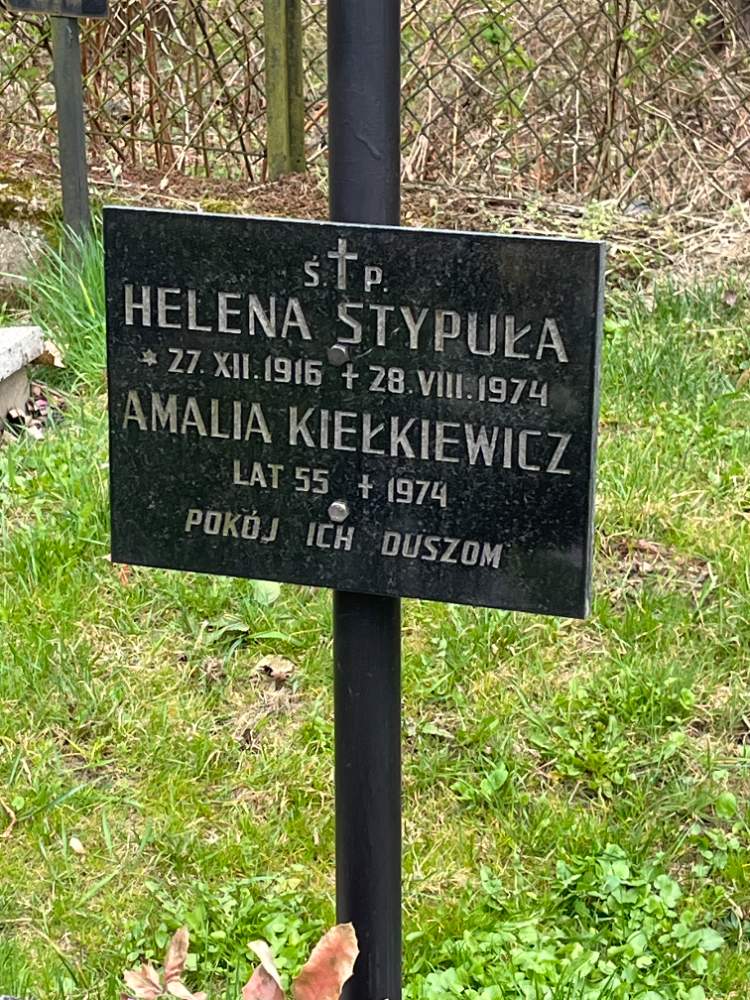 Ś. † P.
HELENA STYPUŁA
* 27. XII. 1916 † 28. VIII. 1974
AMALIA KIEŁKIEWICZ
LAT 55 † 1974
POKÓJ ICH DUSZOM